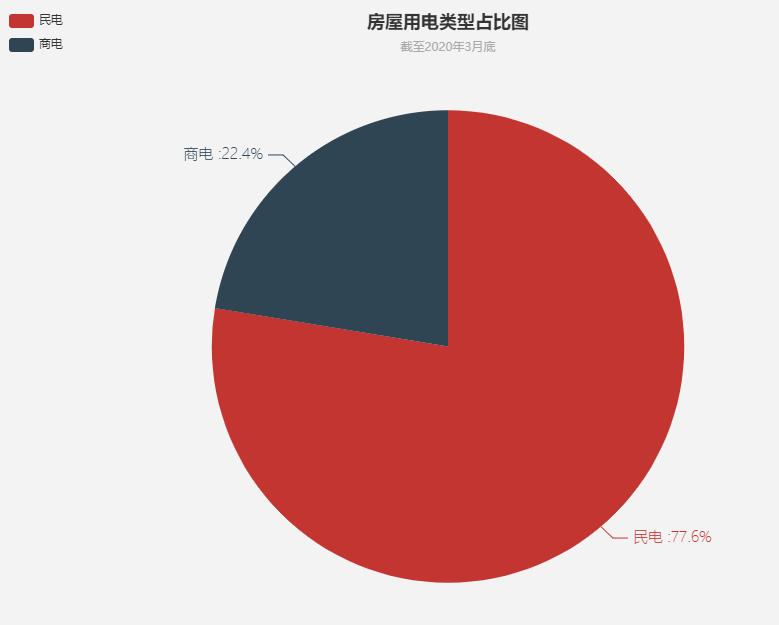 民电
商电
房屋用电类型占比图
截至2020年3月底
商电 :22.4%
民电 :77.6%